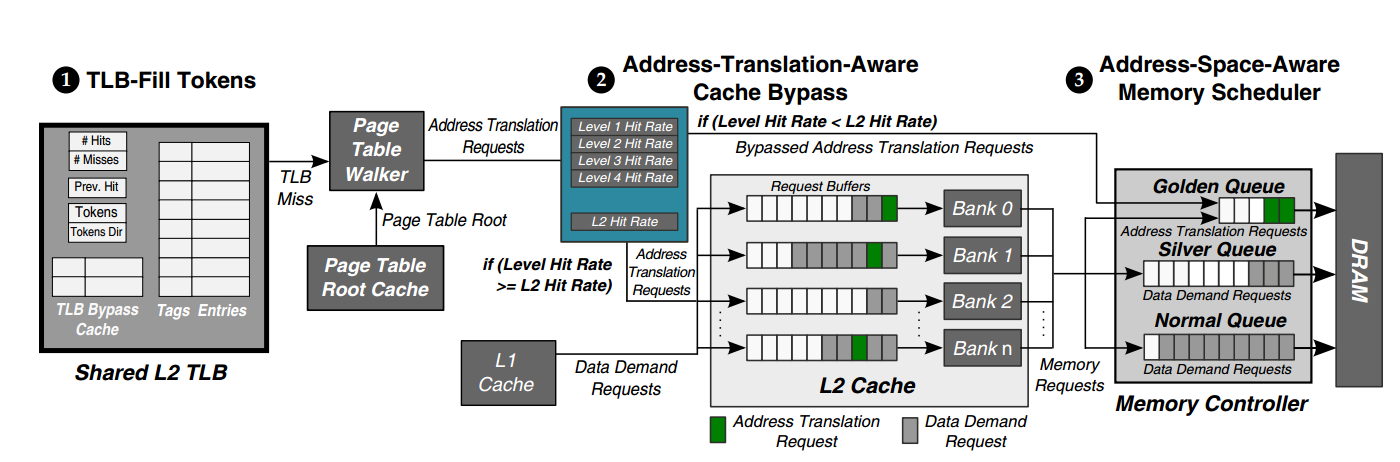 1 TLB-Fill Tokens
# Hits
# Misses
Prev. Hit
Tokens
Tokens Dir
TLB Bypass
Cache
Tags Entries
Shared L2 TLB
TLB
Miss
Page
Table
Walker
Page Table Root
Page Table
Root Cache
Address Translation
Requests
2 Address-Translation-Aware
Cache Bypass
Level 1 Hit Rate
Level 2 Hit Rate
Level 3 Hit Rate
Level 4 Hit Rate
L2 Hit Rate
if (Level Hit Rate < L2 Hit Rate)
Bypassed Address Translation Requests
if (Level Hit Rate
>= L2 Hit Rate)
Address
Translation
Requests
L1
Cache
Data Demand
Requests
Request Buffers
Bank 0
Bank 1
Bank 2
Bank n
L2 Cache
Address Translation
Request
Data Demand
Request
Memory
Requests
3 Address-Space-Aware
Memory Scheduler
Golden Queue
Address Translation Requests
Silver Queue
Data Demand Requests
Normal Queue
Data Demand Requests
Memory Controller
DRAM